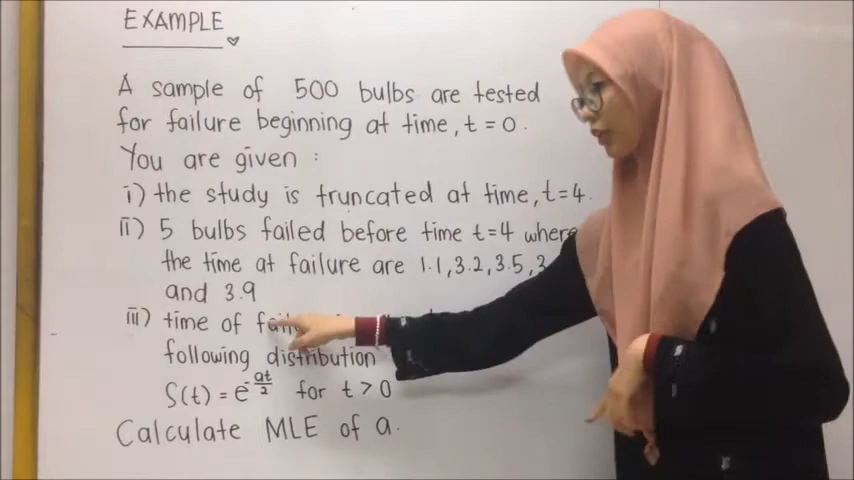 EXAMPLE
A sample of 500 bulbs are tested
for failure beginning at time, t = 0.
You are given :
i) the study is truncated at time, t=4.
ii) 5 bulbs failed before time t=4 where
the time at failure are 1.1, 3.2, 3.5,
and 3.9
iii) time of
following distribution
S(t) = e^-at/2 for t > 0
Calculate MLE of a.